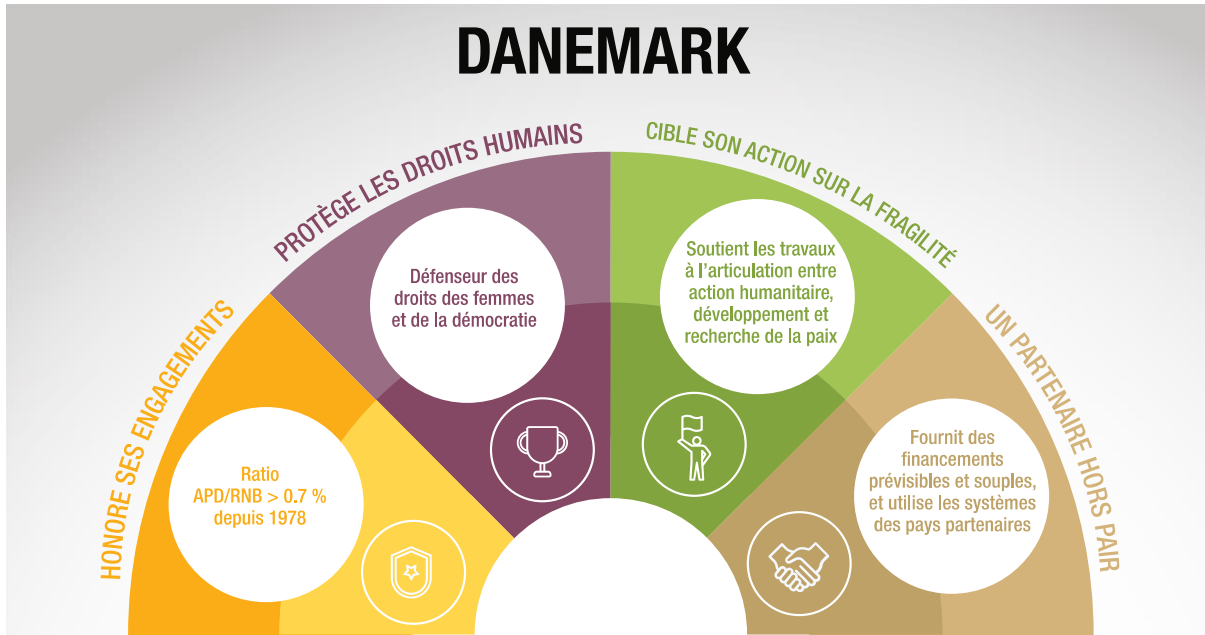 DANEMARK
HONORE SES ENGAGEMENTS
Ratio
APD/RNB > 0.7 %
depuis 1978
PROTÈGE LES DROITS HUMAINS
Défenseur des
droits des femmes
et de la démocratie
CIBLE SON ACTION SUR LA FRAGILITÉ
Soutient les travaux
à l'articulation entre
action humanitaire,
développement et
recherche de la paix
UN PARTENAIRE HORS PAIR
Fournit des
financements
prévisibles et souples,
et utilise les systèmes
des pays partenaires